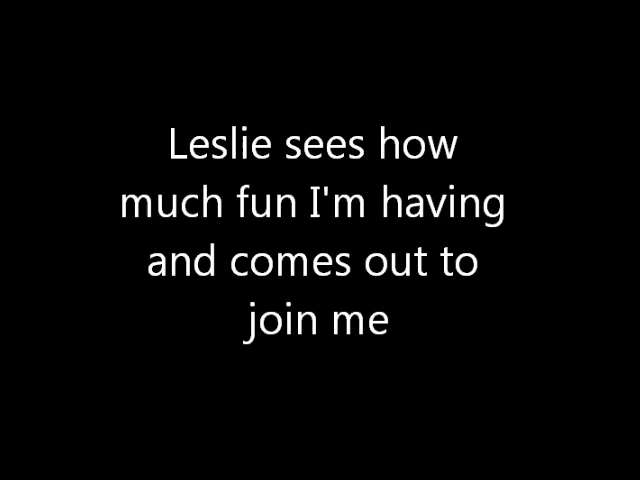 Leslie sees how
much fun I'm having
and comes out to
join me